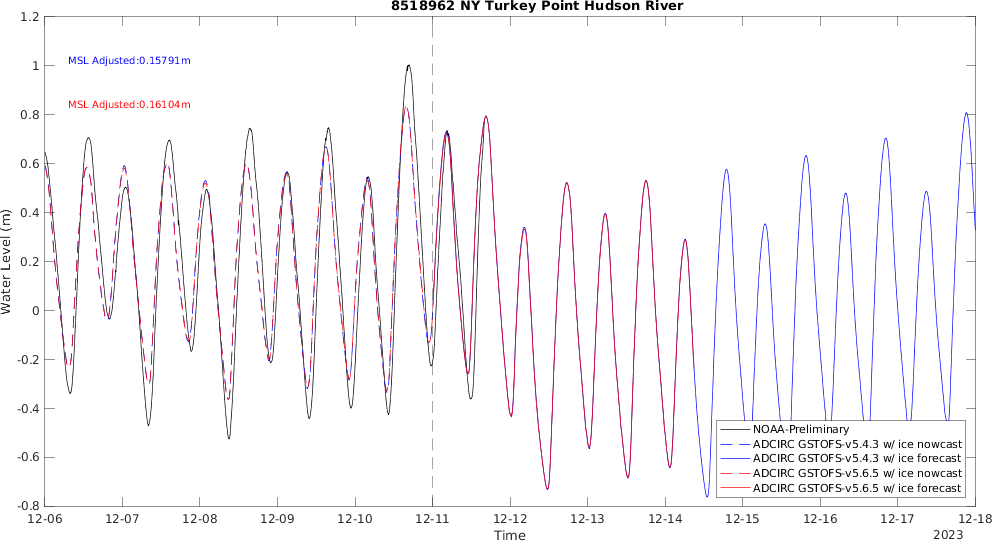 8518962 NY Turkey Point Hudson River
1.2
1
0.8
0.6
0.4
0.2
0
-0.2
-0.4
-0.6
-0.8
Water Level (m)
MSL Adjusted:0.15791m
MSL Adjusted:0.16104m
NOAA-Preliminary
ADCIRC GSTOFS-v5.4.3 w/ ice nowcast
ADCIRC GSTOFS-v5.4.3 w/ ice forecast
ADCIRC GSTOFS-v5.6.5 w/ ice nowcast
ADCIRC GSTOFS-v5.6.5 w/ ice forecast
12-06 12-07 12-08 12-09 12-10 12-11 12-12 12-13 12-14 12-15 12-16 12-17 12-18
Time
2023